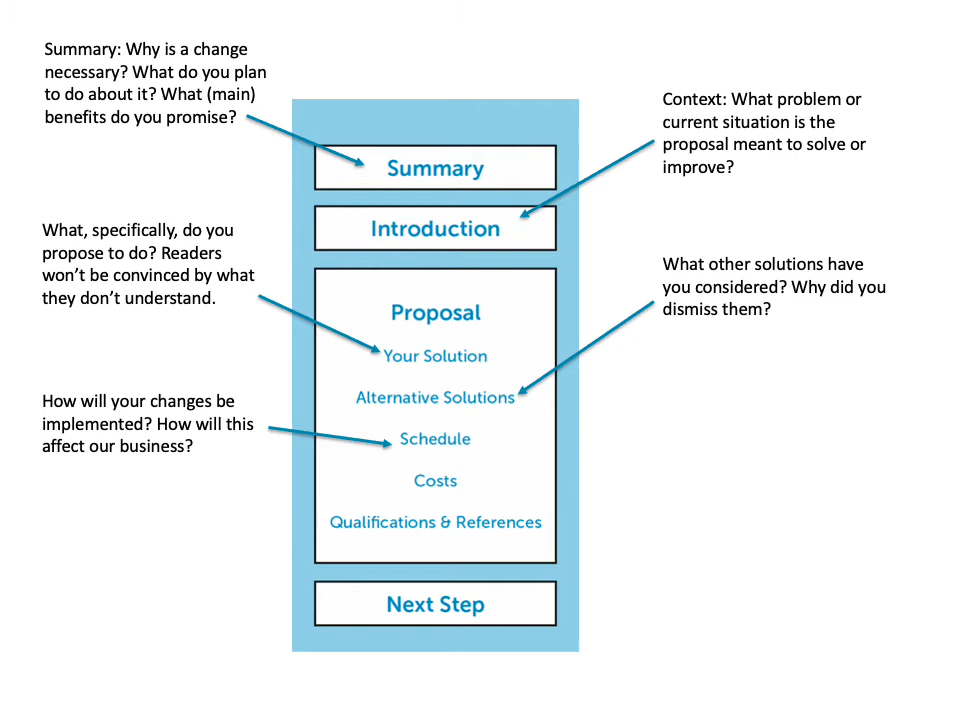 Summary: Why is a change
necessary? What do you plan
to do about it? What (main)
benefits do you promise?
Context: What problem or
current situation is the
proposal meant to solve or
improve?
Summary
Introduction
What, specifically, do you
propose to do? Readers
won’t be convinced by what
they don’t understand.
What other solutions have
you considered? Why did you
dismiss them?
Proposal
Your Solution
Alternative Solutions
How will your changes be
implemented? How will this
affect our business?
Schedule
Costs
Qualifications & References
Next Step